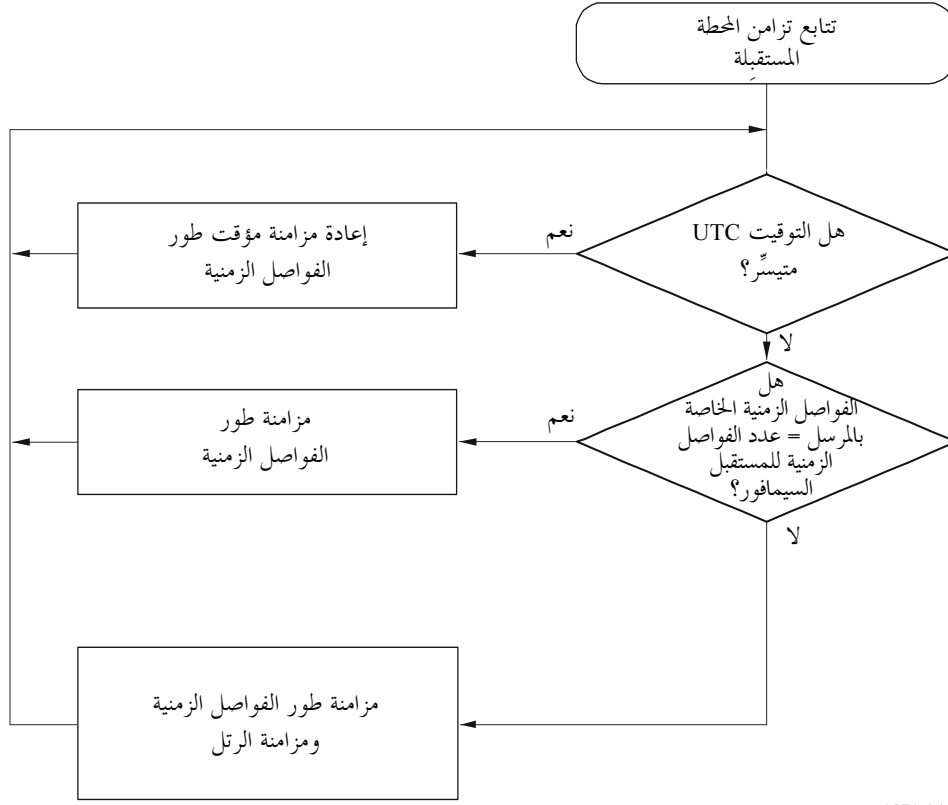 تتابع تزامن المحطة
المستقبِلة
هل التوقيت UTC
متيسِّر؟
نعم
إعادة مزامنة مؤقت طور
الفواصل الزمنية
لا
هل
الفواصل الزمنية الخاصة
بالمرسل = عدد الفواصل
الزمنية للمستقبل
السيمافور؟
نعم
مزامنة طور
الفواصل الزمنية
لا
مزامنة طور الفواصل الزمنية
ومزامنة الرتل